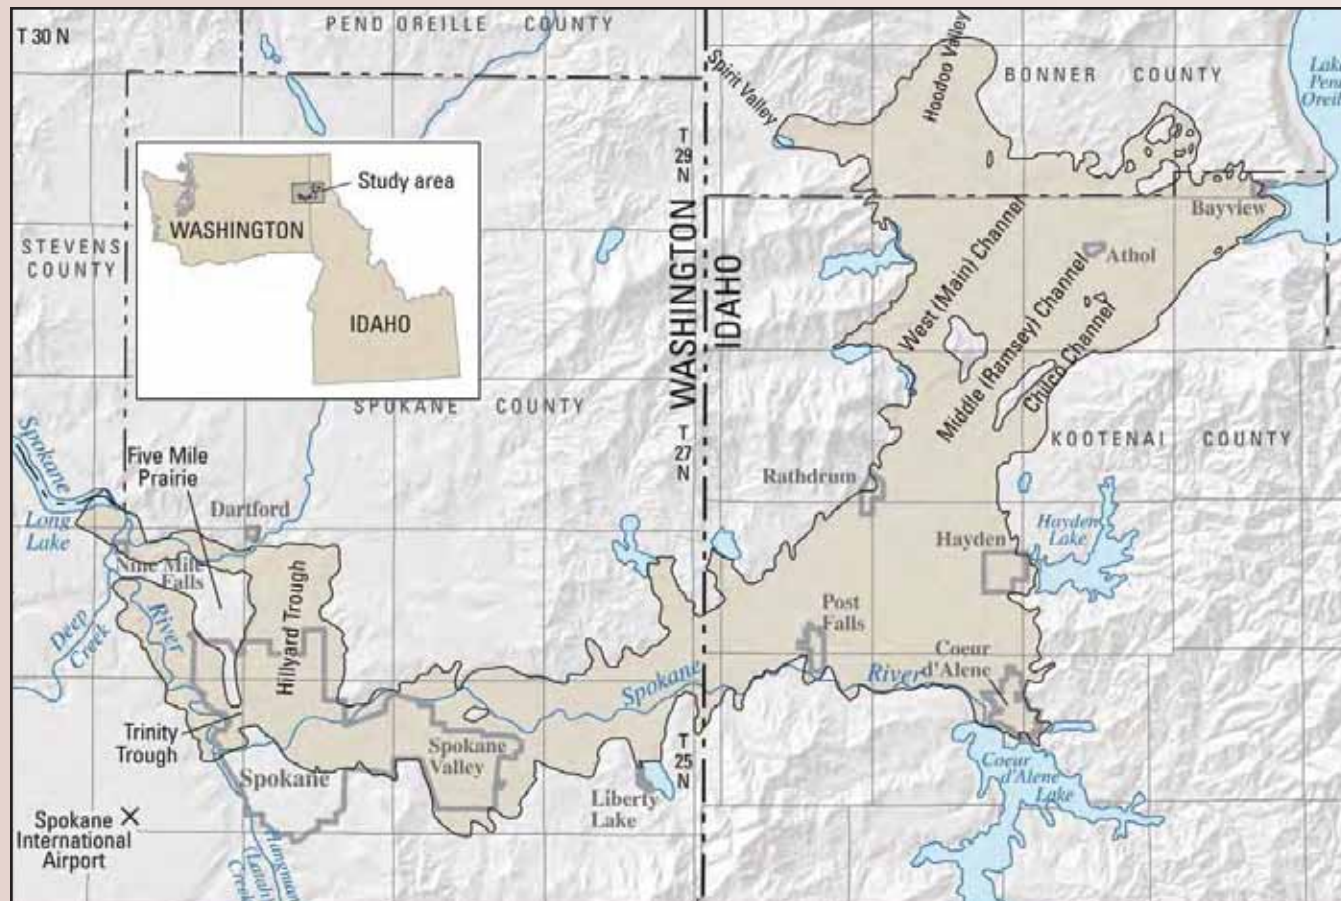 T 30 N
PEND OREILLE COUNTY
Spirit Valley
Hoodoo Valley
BONNER COUNTY
Lake
Pend
Oreille
T
29
N
Study area
WASHINGTON
IDAHO
STEVENS
COUNTY
WASHINGTON
IDAHO
Bayview
Athol
West (Main) Channel
Middle (Ramsey) Channel
Chilco Channel
SPOKANE COUNTY
KOOTENAI COUNTY
T
27
N
Spokane
Five Mile
Prairie
Dartford
Long
Lake
Nine Mile
Falls
Rathdrum
Hayden
Hayden
Lake
Deep
Creek
River
Hillyard Trough
Post
Falls
Coeur
d'Alene
Spokane
River
Trinity
Trough
Spokane
Spokane
Valley
T
25
N
Liberty
Lake
Coeur
d'Alene
Lake
Spokane
International
Airport
Hangman
(Latah)
Creek